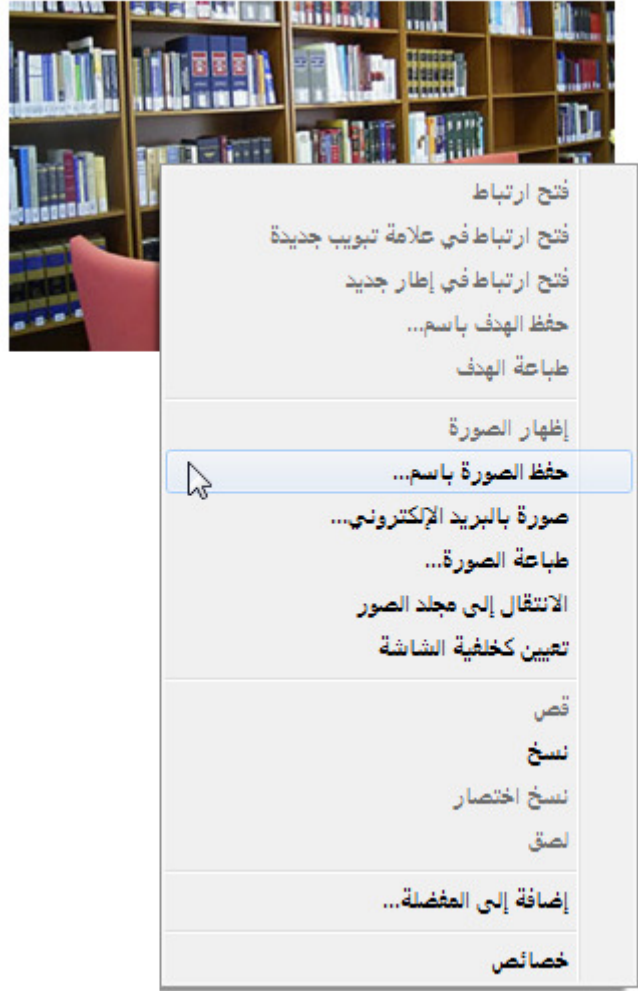 فتح ارتباط
فتح ارتباط في علامة تبويب جديدة
فتح ارتباط في إطار جديد
حفظ الهدف باسم...
طباعة الهدف
إظهار الصورة
حفظ الصورة باسم...
صورة بالبريد الإلكتروني...
طباعة الصورة...
الانتقال إلى مجلد الصور
تعيين كخلفية الشاشة
قص
نسخ
نسخ اختصار
لصق
إضافة إلى المفضلة...
خصائص